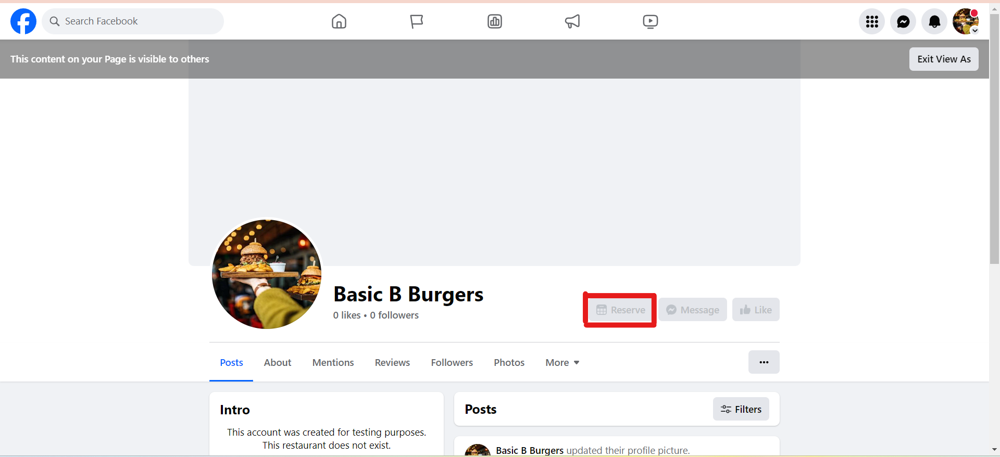 Search Facebook
This content on your Page is visible to others
Exit View As
Basic B Burgers
0 likes • 0 followers
Reserve
Message
Like
Posts
About
Mentions
Reviews
Followers
Photos
More
Intro
This account was created for testing purposes.
This restaurant does not exist.
Posts
Filters
Basic B Burgers updated their profile picture.